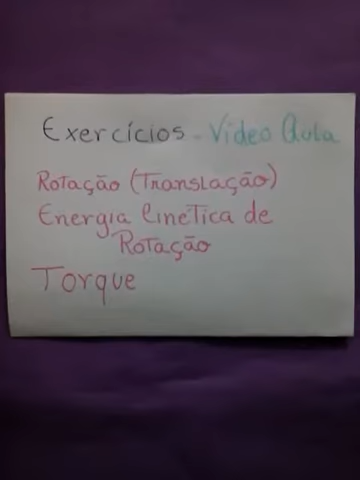 Exercícios - Vídeo Aula
Rotação (Translação)
Energia Cinética de
Rotação
Torque